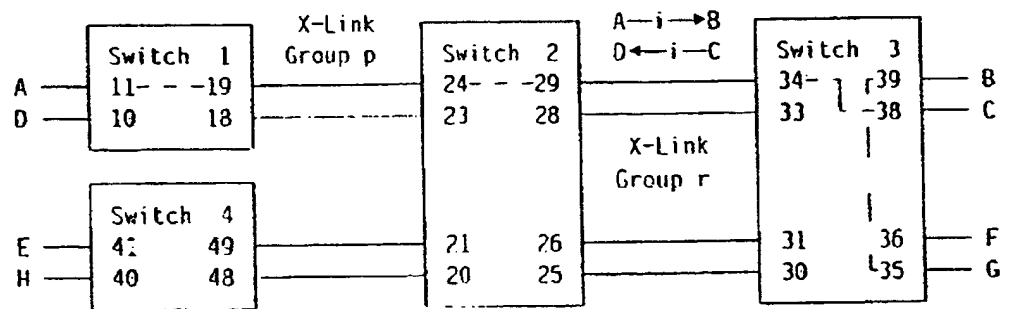 X-Link
Group p
A—i→B
D←i—C
Switch 1
Switch 2
Switch 3
A 11- - -19 24- - -29 34- 39 B
D 10 18 23 28 33 -38 C
X-Link
Group r
Switch 4
E 49 21 26 31 36 F
H 40 48 20 25 30 35 G